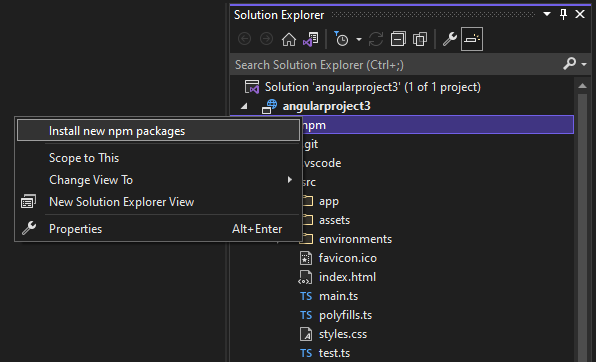 Solution Explorer
Search Solution Explorer (Ctrl+;)
Solution 'angularproject3' (1 of 1 project)
angularproject3
Install new npm packages
npm
git
Scope to This
vscode
Change View To
src
New Solution Explorer View
app
assets
Properties Alt+Enter
environments
favicon.ico
index.html
TS main.ts
TS polyfills.ts
styles.css
TS test.ts